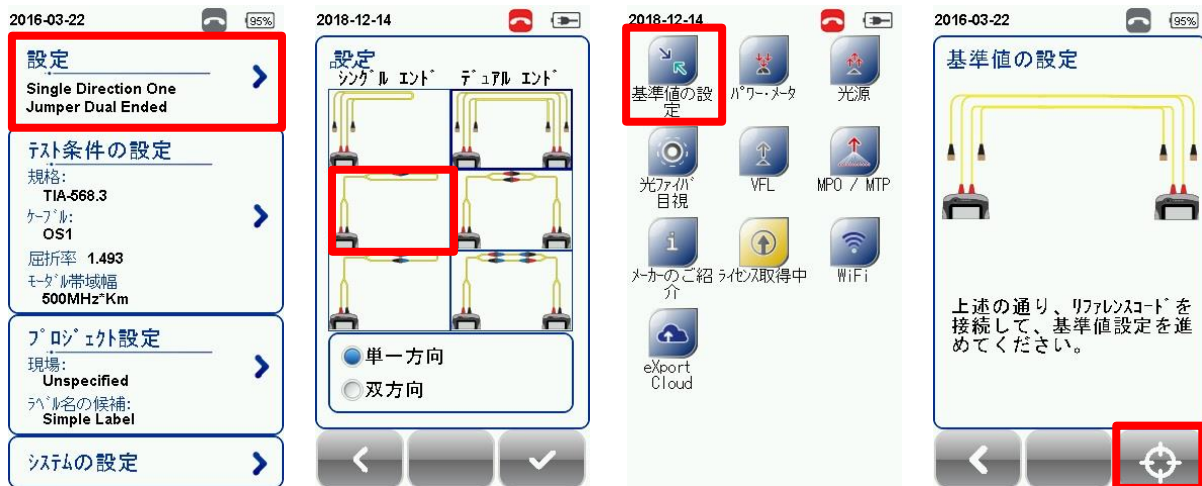 2016-03-22
95%
設定
Single Direction One
Jumper Dual Ended
ﾃｽﾄ条件の設定
規格:
TIA-568.3
ｹｰﾌﾞﾙ:
OS1
屈折率 1.493
ﾓｰﾀﾞﾙ帯域幅
500MHz*Km
ﾌﾟﾛｼﾞｪｸﾄ設定
現場:
Unspecified
ﾗﾍﾞﾙ名の候補:
Simple Label
ｼｽﾃﾑの設定
2018-12-14
設定
ｼﾝｸﾞﾙ ｴﾝﾄﾞ ﾃﾞｭｱﾙ ｴﾝﾄﾞ
単一方向
双方向
2018-12-14
基準値の設
定
ﾊﾟﾜｰ･ﾒｰﾀ
光源
光ﾌｧｲﾊﾞ
目視
VFL
MPO / MTP
ﾒｰｶｰのご紹
介
ﾗｲｾﾝｽ取得中
WiFi
eXport
Cloud
2016-03-22
95%
基準値の設定
上述の通り、ﾘﾌｧﾚﾝｽｺｰﾄﾞを
接続して、基準値設定を進
めてください。